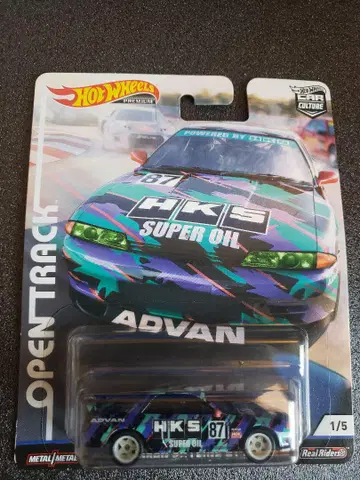 HOT WHEELS
PREMIUM
CAR
CULTURE
POWERED BY
87
HKS
SUPER OIL
ADVAN
OPEN TRACK
ADVAN
HKS
87
SUPER OIL
1/5
METAL/METAL
Real Riders